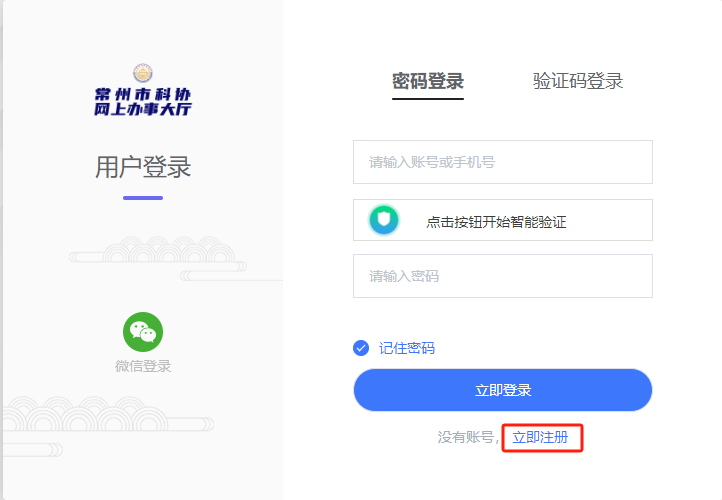 常州市科协
网上办事大厅
用户登录
微信登录
密码登录 验证码登录
请输入账号或手机号
点击按钮开始智能验证
请输入密码
记住密码
立即登录
没有账号，立即注册